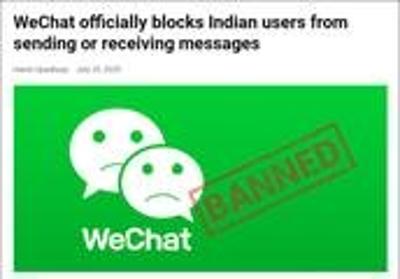 WeChat officially blocks Indian users from
sending or receiving messages
WeChat
BANNED